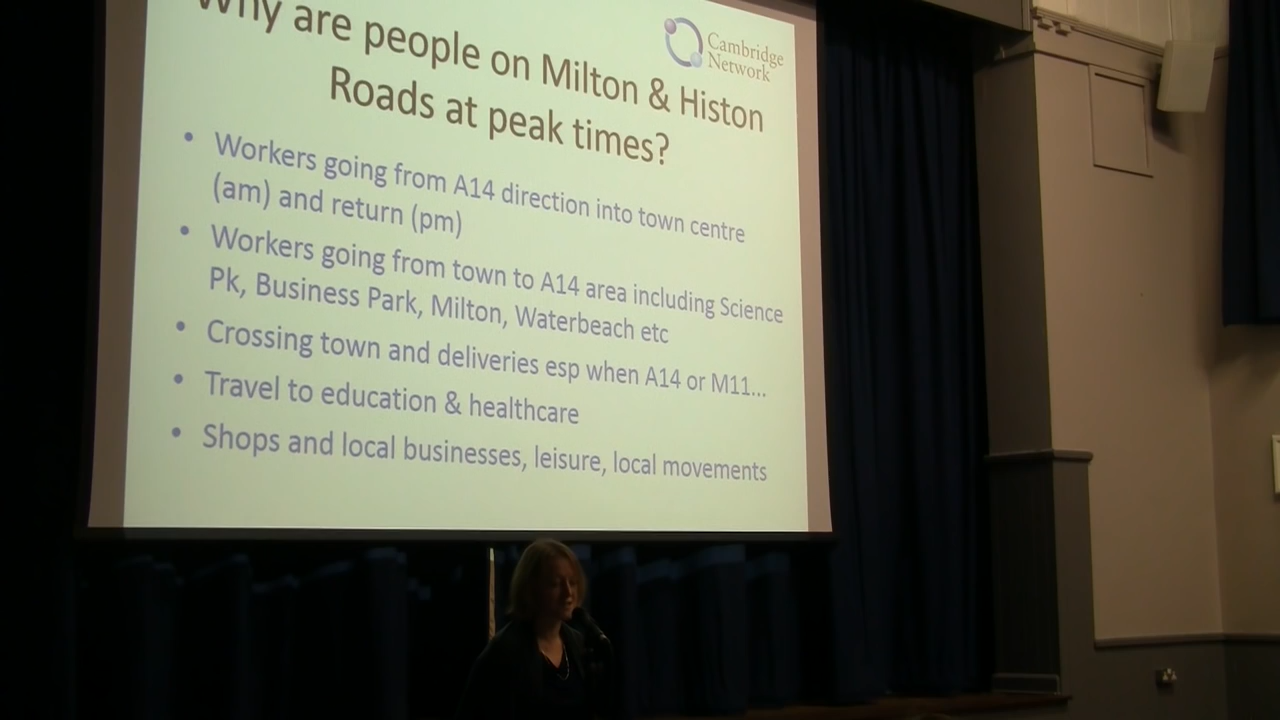 Why are people on Milton & Histon
Roads at peak times?
Cambridge
Network
• Workers going from A14 direction into town centre
(am) and return (pm)
• Workers going from town to A14 area including Science
Pk, Business Park, Milton, Waterbeach etc
• Crossing town and deliveries esp when A14 or M11...
• Travel to education & healthcare
• Shops and local businesses, leisure, local movements